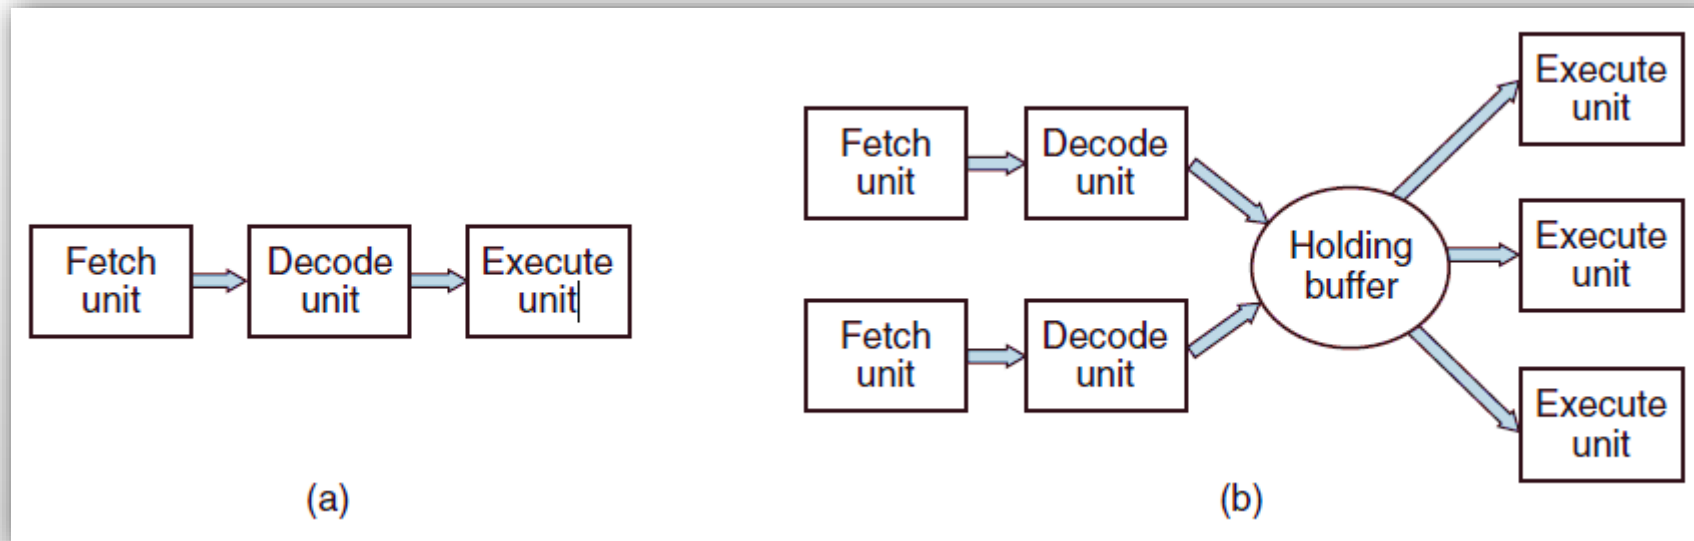 Fetch
unit
Decode
unit
Execute
unit
(a)
Fetch
unit
Decode
unit
Fetch
unit
Decode
unit
Holding
buffer
Execute
unit
Execute
unit
Execute
unit
(b)